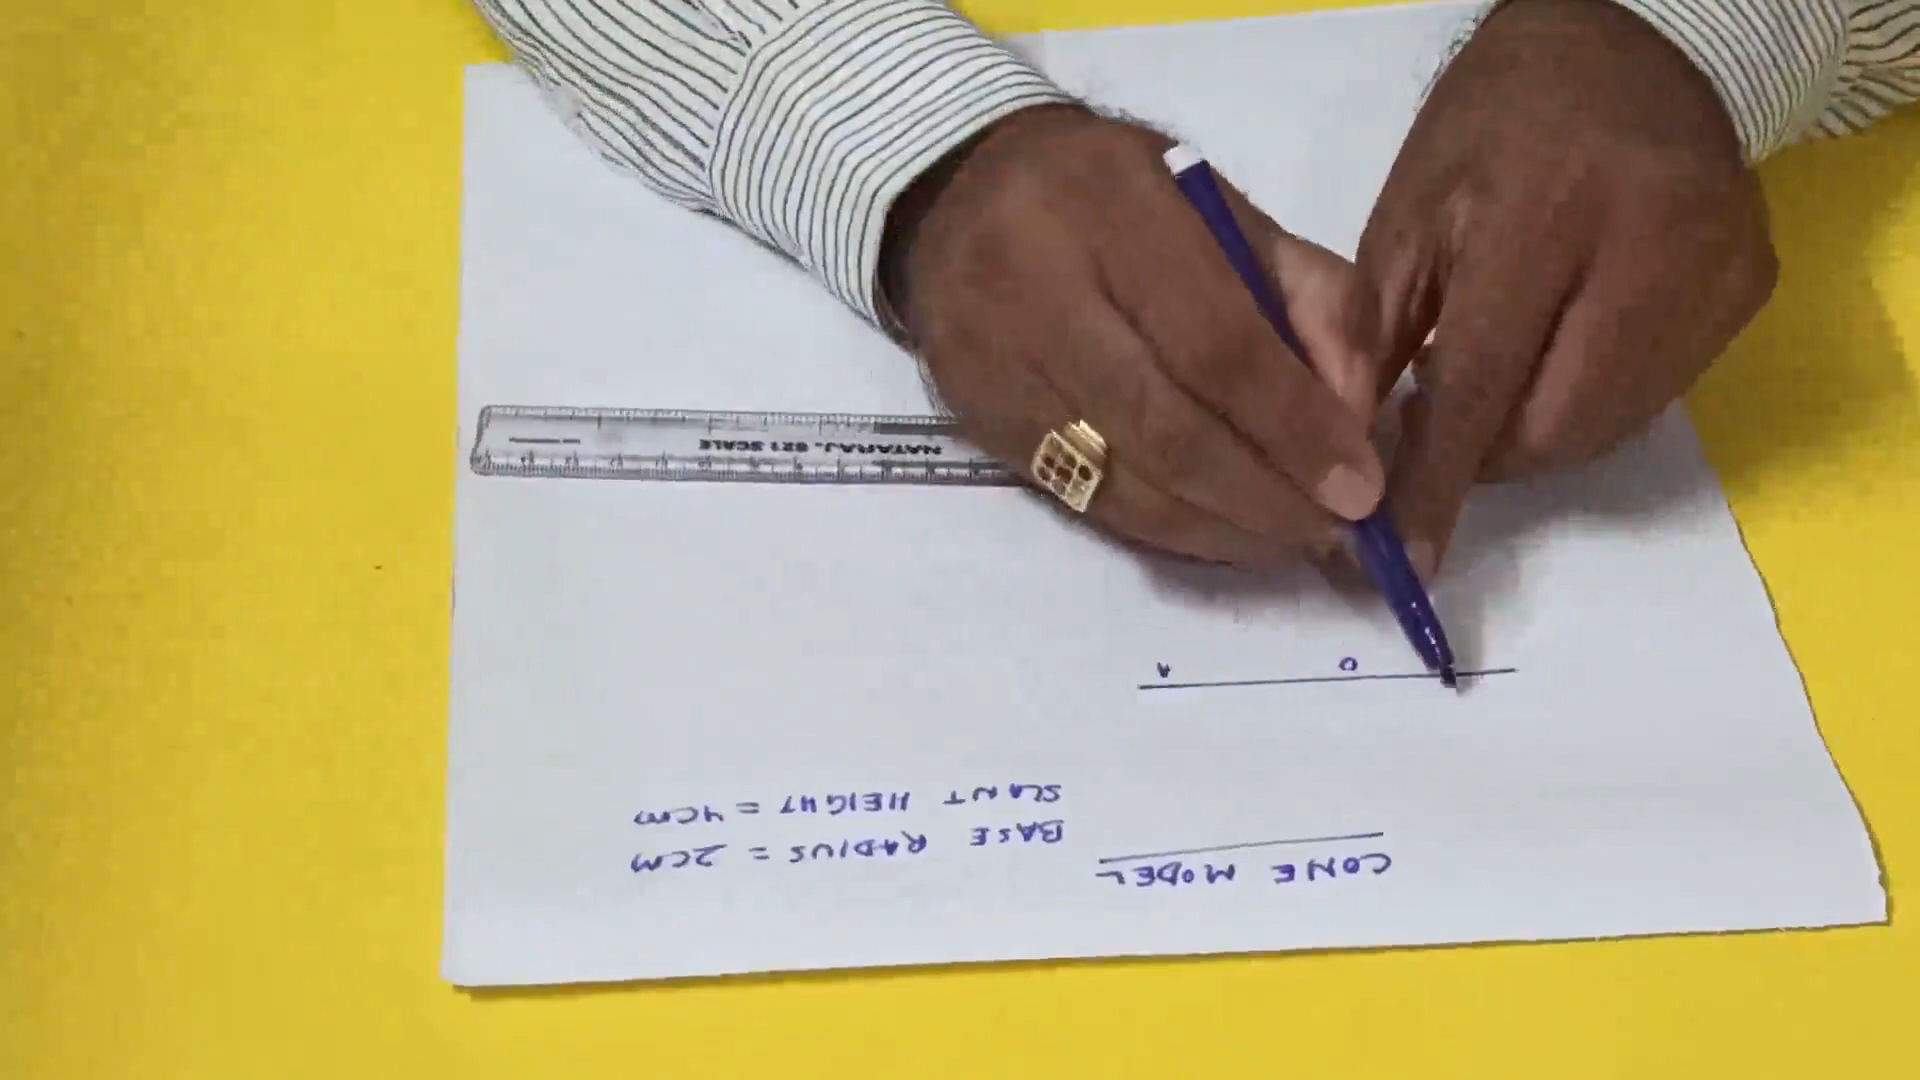 CONE MODEL
BASE RADIUS = 2CM
SLANT HEIGHT = 4CM
O
A
NATARAJ. 621 SCALE